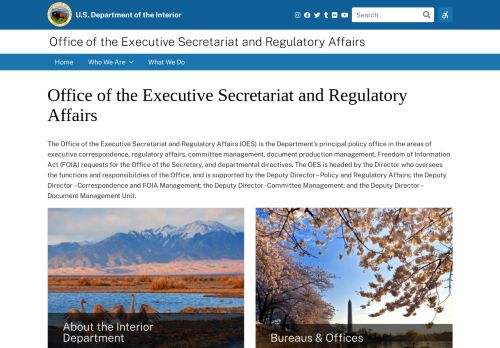 U.S. Department of the Interior
Search
Office of the Executive Secretariat and Regulatory Affairs
Home Who We Are What We Do
Office of the Executive Secretariat and Regulatory
Affairs
The Office of the Executive Secretariat and Regulatory Affairs (OES) is the Department's principal policy office in the areas of
executive correspondence, regulatory affairs, committee management, document production management, Freedom of Information
Act (FOIA) requests for the Office of the Secretary, and departmental directives. The OES is headed by the Director who oversees
the functions and responsibilities of the Office, and is supported by the Deputy Director – Policy and Regulatory Affairs; the Deputy
Director – Correspondence and FOIA Management; the Deputy Director - Committee Management; and the Deputy Director –
Document Management Unit.
About the Interior
Department
Bureaus & Offices